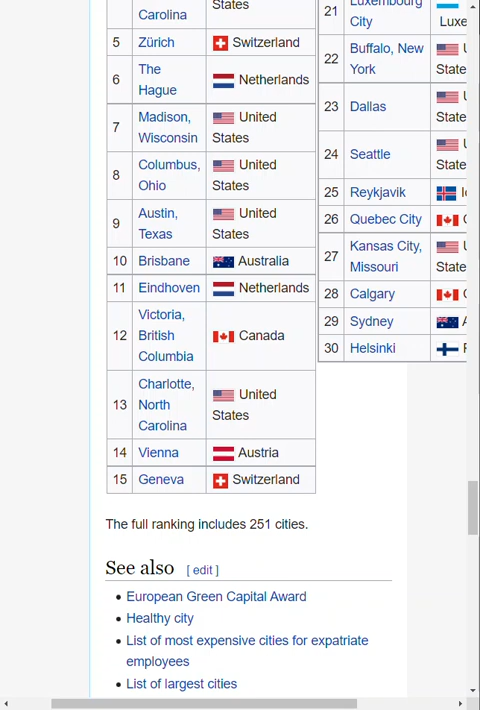 Carolina
States
5 Zürich Switzerland
6 The Hague Netherlands
7 Madison, Wisconsin United States
8 Columbus, Ohio United States
9 Austin, Texas United States
10 Brisbane Australia
11 Eindhoven Netherlands
12 Victoria, British Columbia Canada
13 Charlotte, North Carolina United States
14 Vienna Austria
15 Geneva Switzerland
21 Luxembourg City Luxe
22 Buffalo, New York State
23 Dallas State
24 Seattle State
25 Reykjavik
26 Quebec City
27 Kansas City, Missouri State
28 Calgary
29 Sydney
30 Helsinki
The full ranking includes 251 cities.
See also [ edit ]
European Green Capital Award
Healthy city
List of most expensive cities for expatriate
employees
List of largest cities